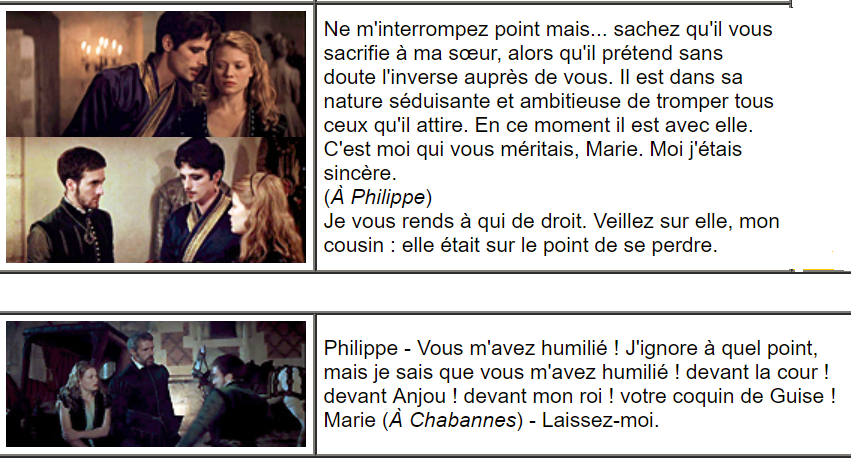 Ne m'interrompez point mais... sachez qu'il vous
sacrifie à ma sœur, alors qu'il prétend sans
doute l'inverse auprès de vous. Il est dans sa
nature séduisante et ambitieuse de tromper tous
ceux qu'il attire. En ce moment il est avec elle.
C'est moi qui vous méritais, Marie. Moi j'étais
sincère.
(À Philippe)
Je vous rends à qui de droit. Veillez sur elle, mon
cousin : elle était sur le point de se perdre.
Philippe - Vous m'avez humilié ! J'ignore à quel point,
mais je sais que vous m'avez humilié ! devant la cour !
devant Anjou ! devant mon roi ! votre coquin de Guise !
Marie (À Chabannes) - Laissez-moi.